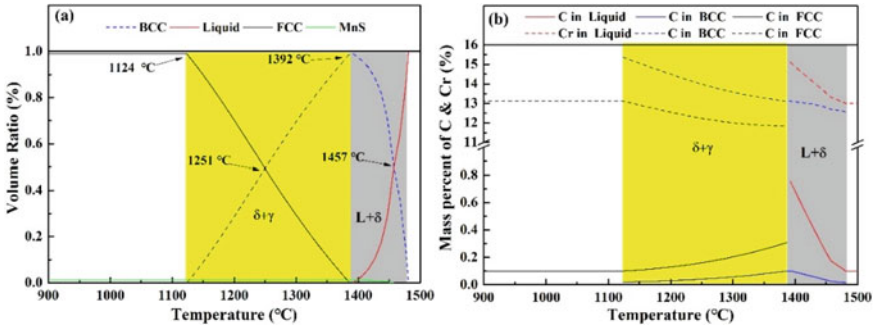 (a)
BCC Liquid FCC MnS
1.0
0.8
0.6
0.4
0.2
0.0
Volume Ratio (%)
1124 ℃
1392 ℃
1251 ℃
1457 ℃
δ+γ
L+δ
900 1000 1100 1200 1300 1400 1500
Temperature (℃)
(b)
C in Liquid C in BCC C in FCC
Cr in Liquid C in BCC C in FCC
16
15
14
13
12
11
0.8
0.6
0.4
0.2
0.0
Mass percent of C & Cr (%)
δ+γ
L+δ
900 1000 1100 1200 1300 1400 1500
Temperature (℃)